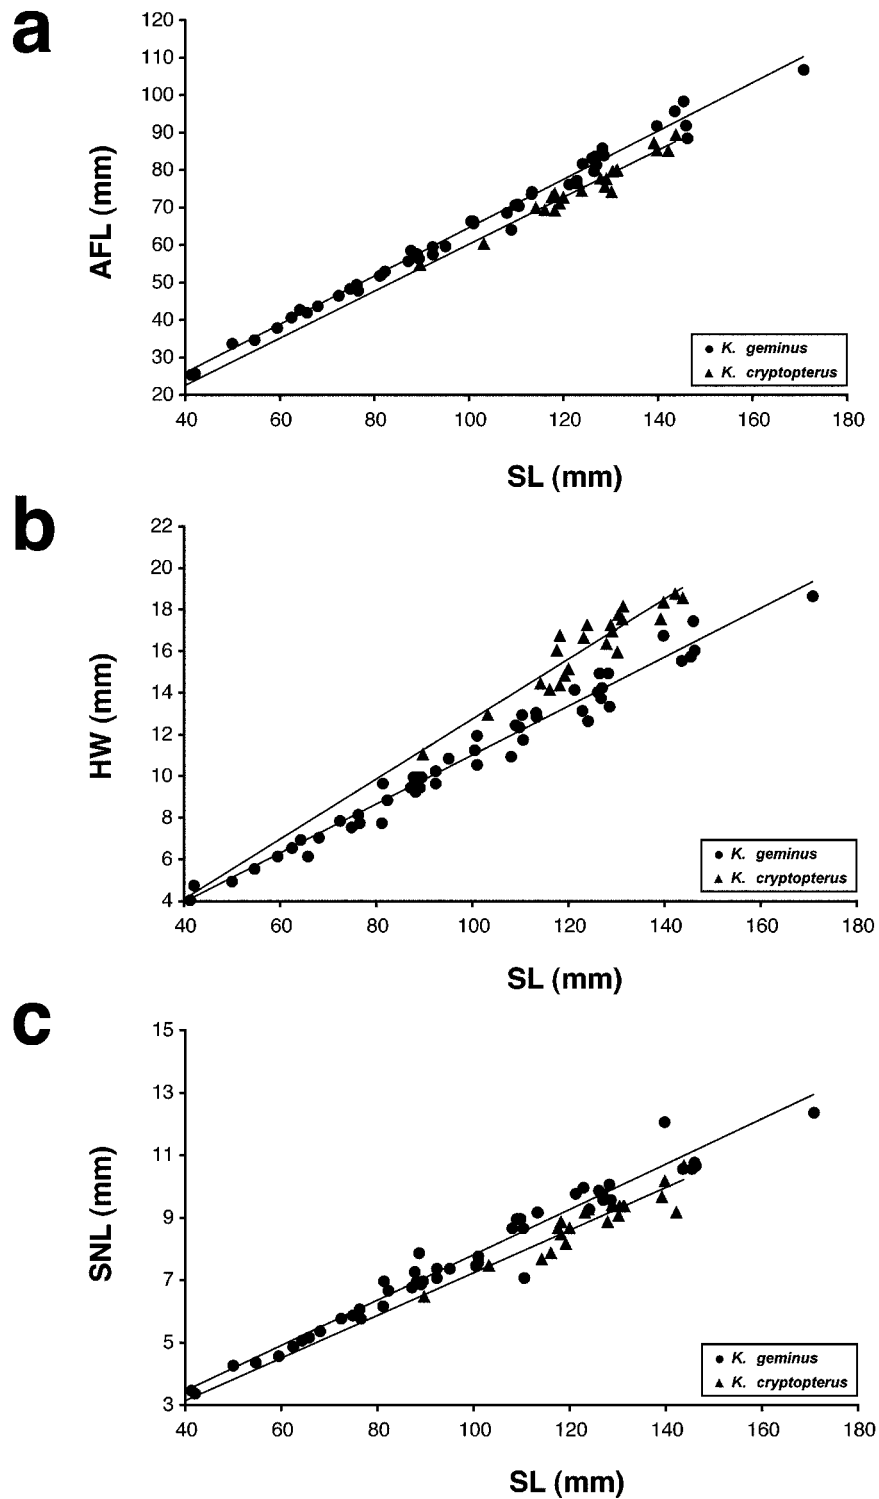 a
120
110
100
90
80
70
60
50
40
30
20
AFL (mm)
40 60 80 100 120 140 160 180
SL (mm)
K. geminus
K. cryptopterus
b
22
20
18
16
14
12
10
8
6
4
HW (mm)
40 60 80 100 120 140 160 180
SL (mm)
K. geminus
K. cryptopterus
c
15
13
11
9
7
5
3
SNL (mm)
40 60 80 100 120 140 160 180
SL (mm)
K. geminus
K. cryptopterus